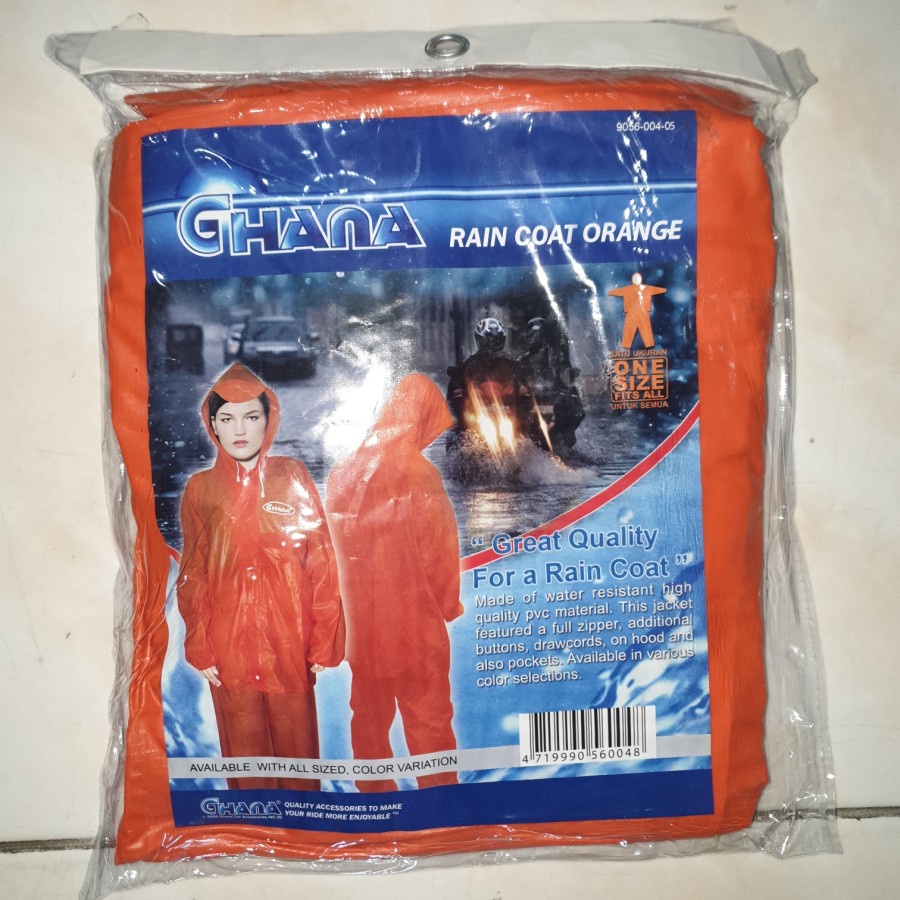 9056-004-05
GHANA
RAIN COAT ORANGE
SATU UKURAN
ONE
SIZE
FITS ALL
UNTUK SEMUA
GHANA
“ Great Quality
For a Rain Coat ”
Made of water resistant high
quality pvc material. This jacket
featured a full zipper, additional
buttons, drawcords, on hood and
also pockets. Available in various
color selections.
4 719990 560048
AVAILABLE WITH ALL SIZED, COLOR VARIATION
GHANA® QUALITY ACCESSORIES TO MAKE
YOUR RIDE MORE ENJOYABLE™